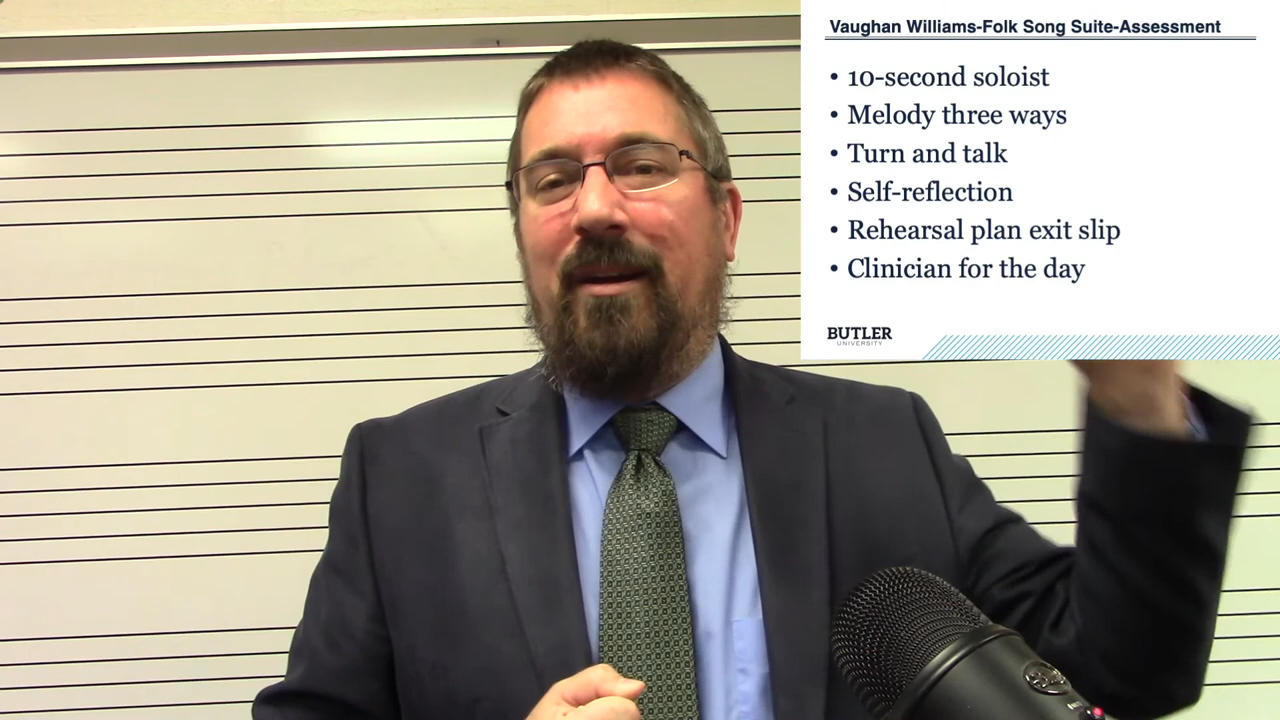 Vaughan Williams-Folk Song Suite-Assessment
• 10-second soloist
• Melody three ways
• Turn and talk
• Self-reflection
• Rehearsal plan exit slip
• Clinician for the day
BUTLER
UNIVERSITY